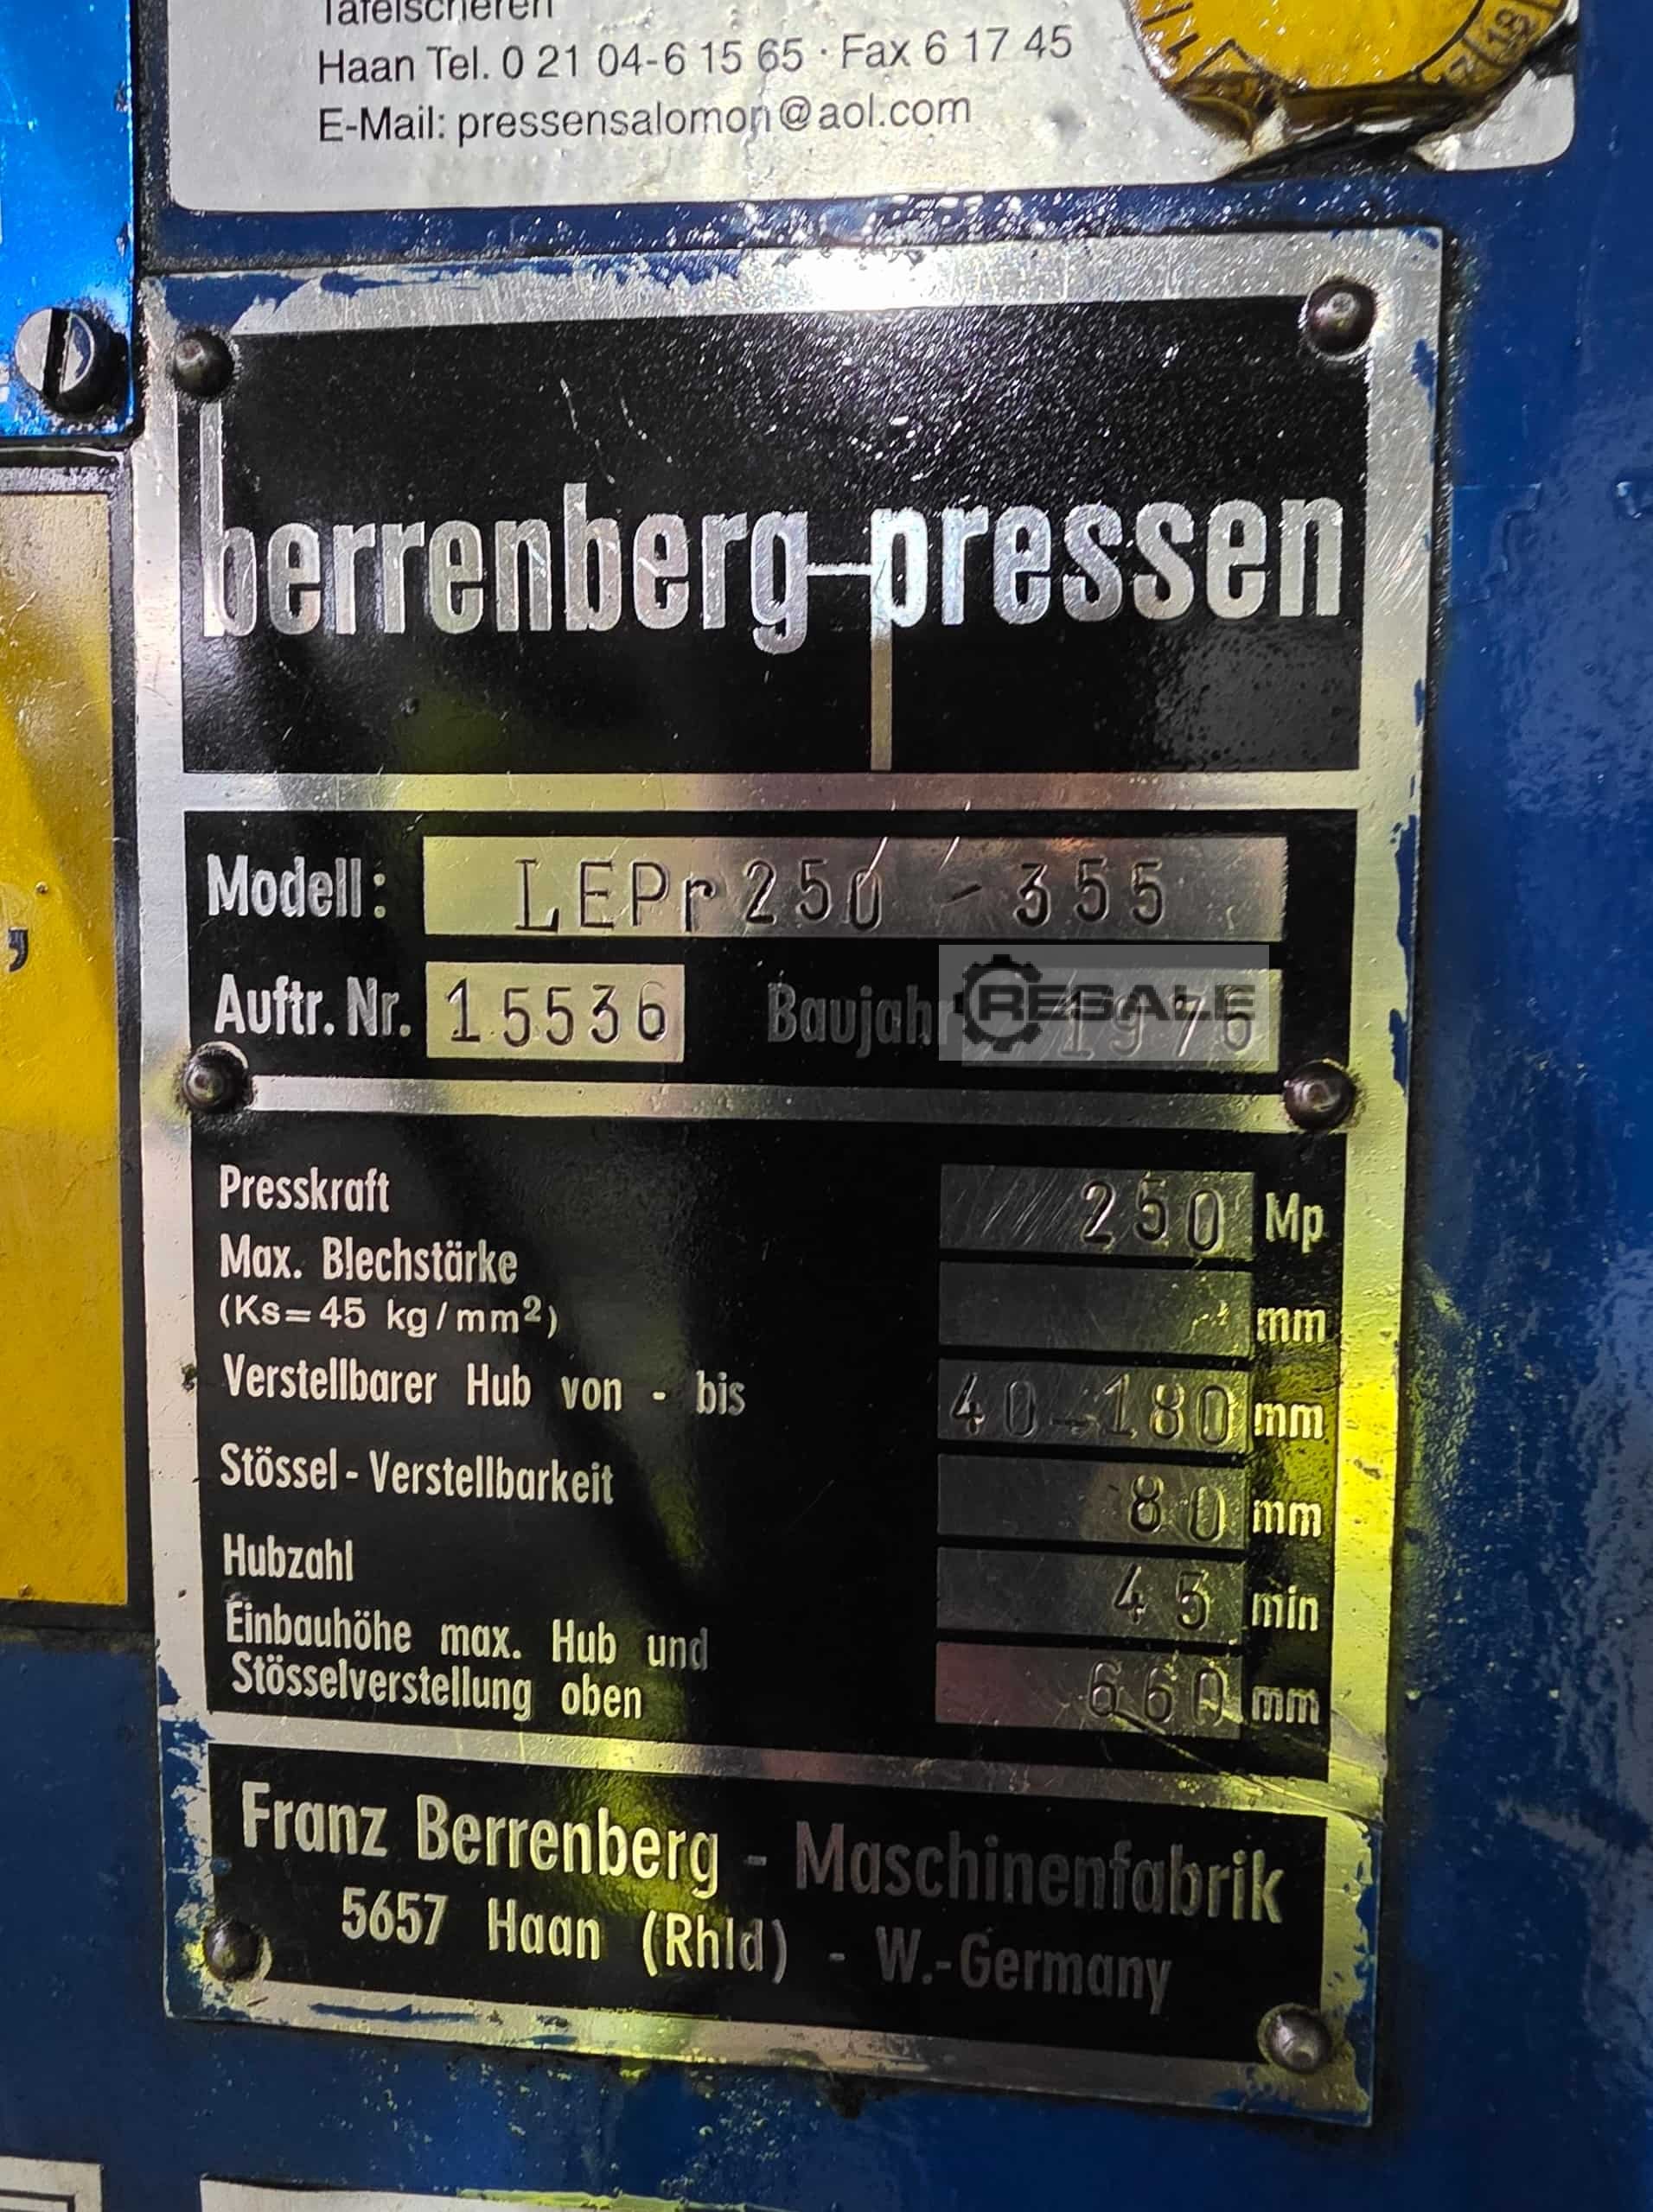 Tafelscheren
Haan Tel. 0 21 04-6 15 65 · Fax 6 17 45
E-Mail: pressensalomon@aol.com
berrenberg-pressen
Modell: LEPr 250 - 355
Auftr. Nr. 15536 Baujahr 1975
RESALE
Presskraft 250 Mp
Max. Blechstärke
(Ks=45 kg/mm²) mm
Verstellbarer Hub von - bis 40-180 mm
Stössel-Verstellbarkeit 80 mm
Hubzahl 45 min
Einbauhöhe max. Hub und
Stösselverstellung oben 660 mm
Franz Berrenberg - Maschinenfabrik
5657 Haan (Rhld) - W.-Germany